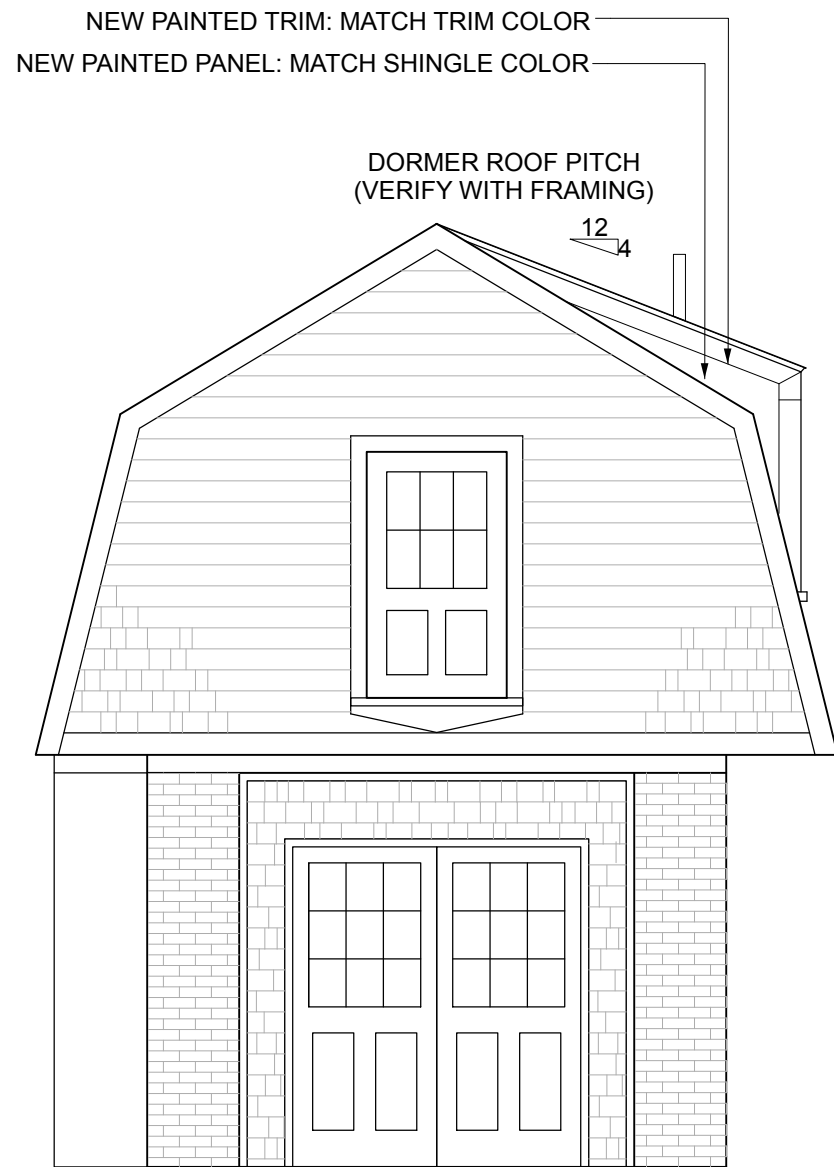 NEW PAINTED TRIM: MATCH TRIM COLOR
NEW PAINTED PANEL: MATCH SHINGLE COLOR
DORMER ROOF PITCH
(VERIFY WITH FRAMING)
12
4